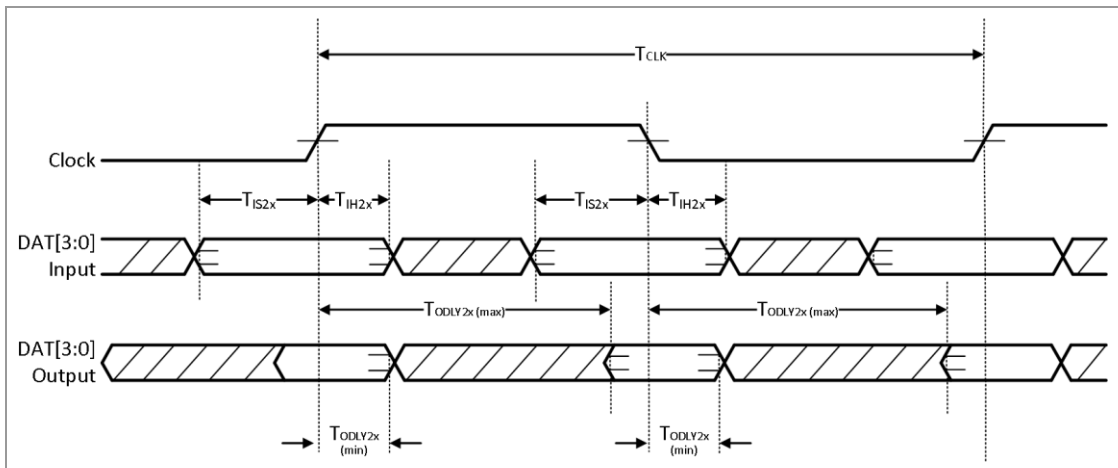 TCLK
Clock
TIS2x
TIH2x
TIS2x
TIH2x
DAT[3:0]
Input
TODLY2x (max)
TODLY2x (max)
DAT[3:0]
Output
TODLY2x
(min)
TODLY2x
(min)